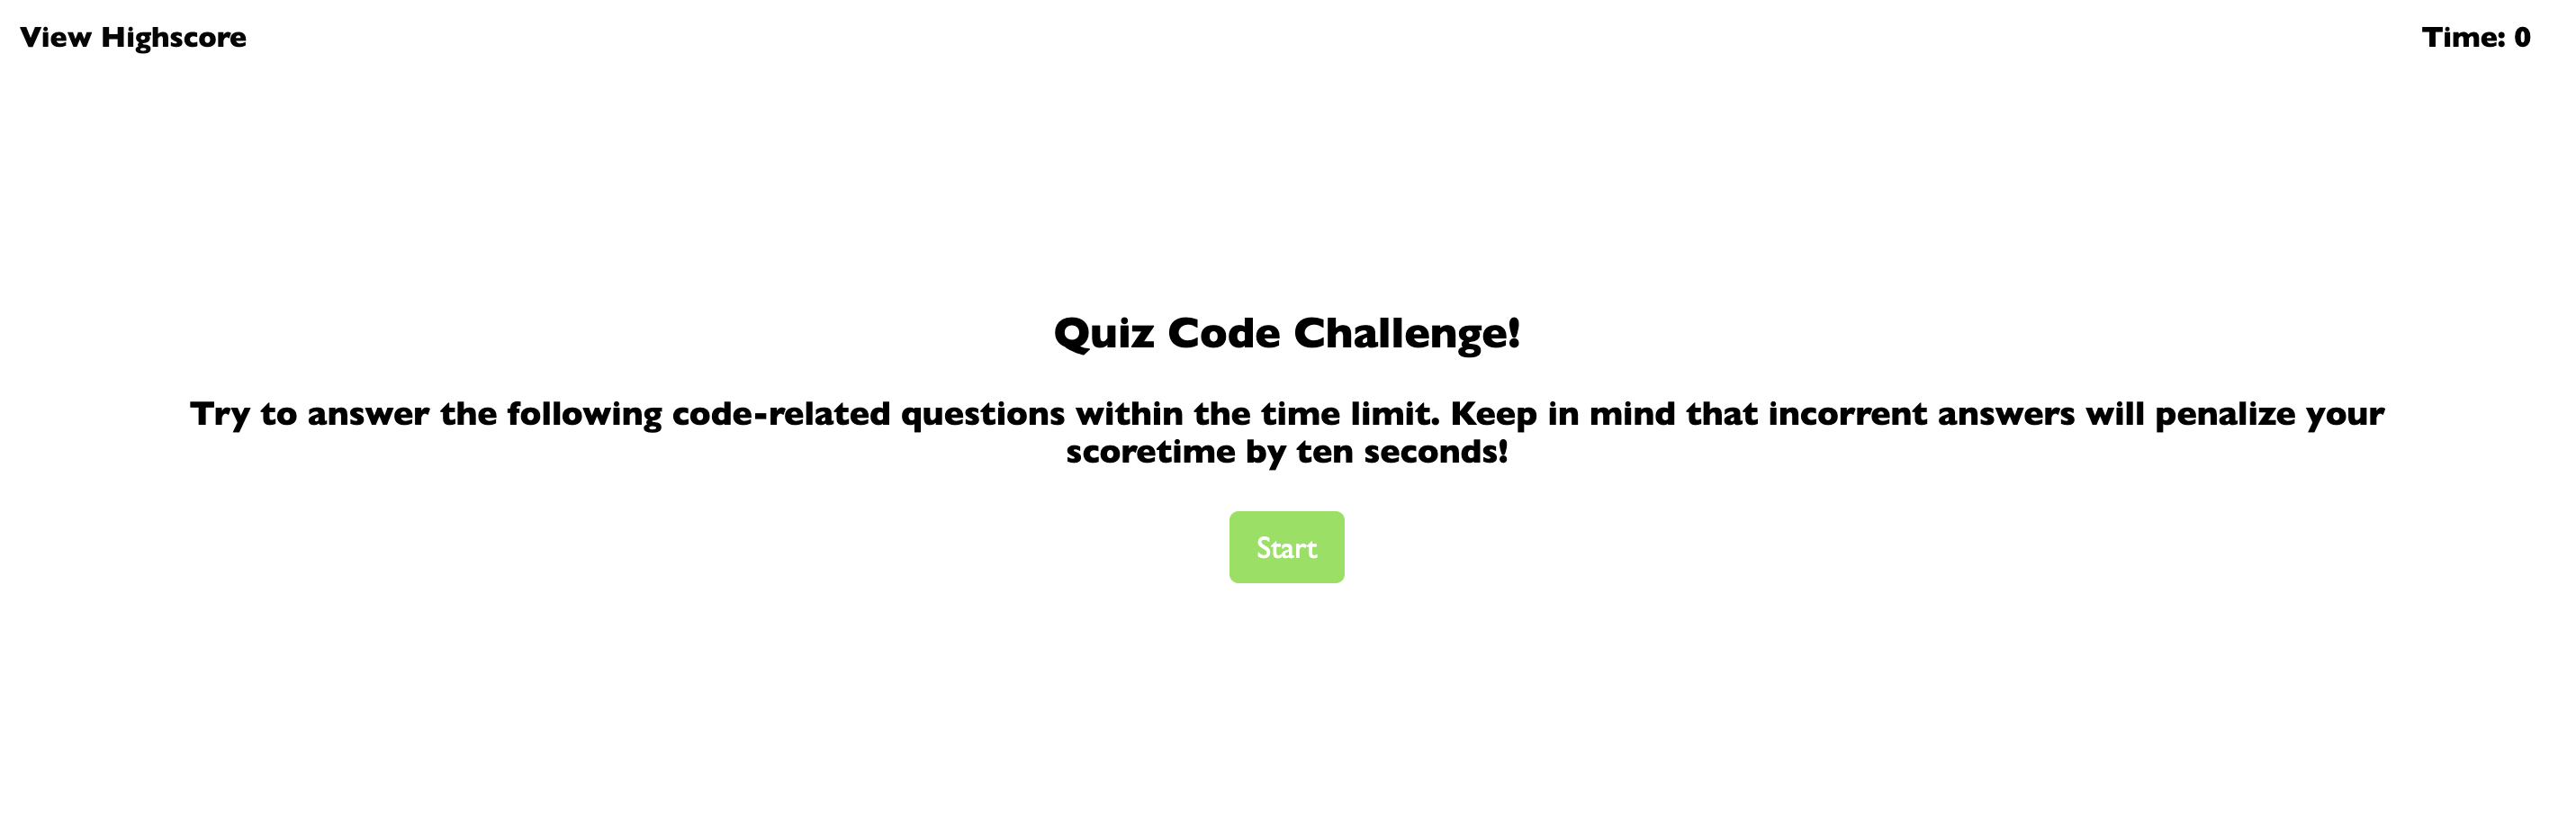 View Highscore
Time: 0
Quiz Code Challenge!
Try to answer the following code-related questions within the time limit. Keep in mind that incorrent answers will penalize your
scoretime by ten seconds!
Start